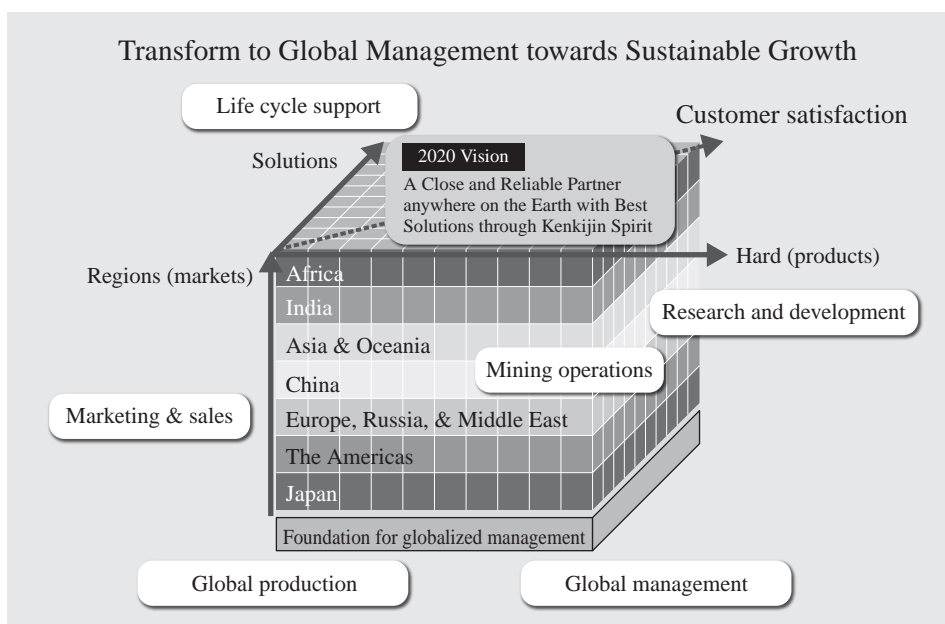 Transform to Global Management towards Sustainable Growth
Life cycle support
Customer satisfaction
Solutions
2020 Vision
A Close and Reliable Partner
anywhere on the Earth with Best
Solutions through Kenkijin Spirit
Regions (markets)
Hard (products)
Africa
India
Research and development
Asia & Oceania
Mining operations
China
Marketing & sales
Europe, Russia, & Middle East
The Americas
Japan
Foundation for globalized management
Global production
Global management